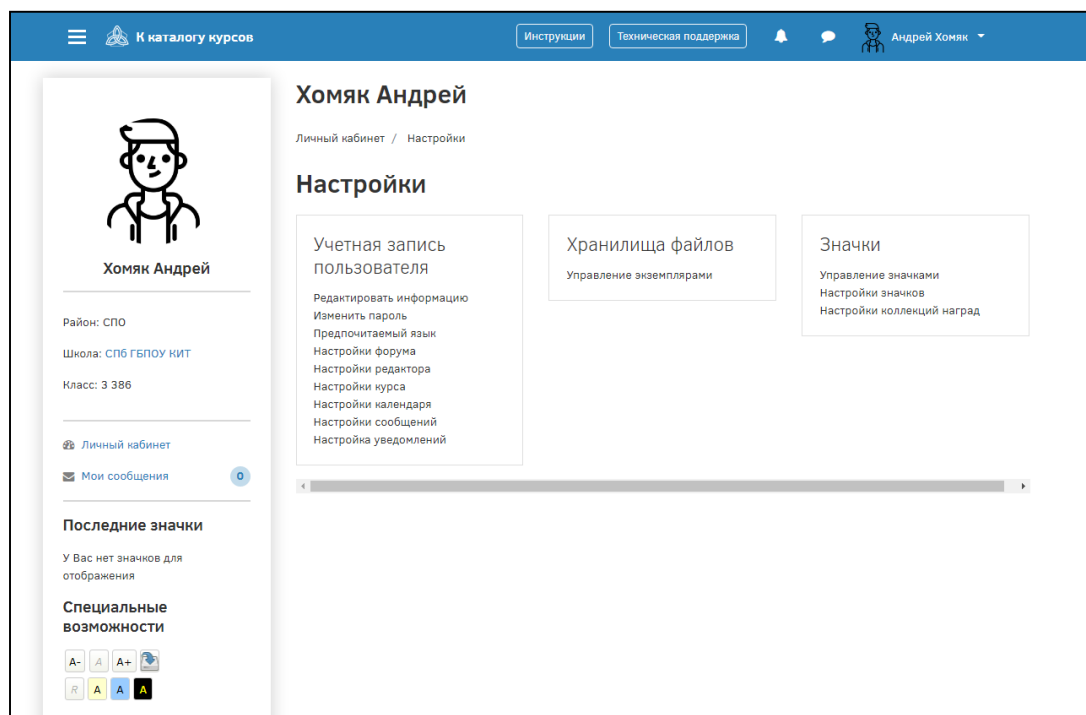 К каталогу курсов
Инструкции
Техническая поддержка
Андрей Хомяк
Хомяк Андрей
Район: СПО
Школа: СПб ГБПОУ КИТ
Класс: 3 386
Личный кабинет
Мои сообщения 0
Последние значки
У Вас нет значков для
отображения
Специальные
возможности
A- A A+
R A A A
Хомяк Андрей
Личный кабинет / Настройки
Настройки
Учетная запись
пользователя
Редактировать информацию
Изменить пароль
Предпочитаемый язык
Настройки форума
Настройки редактора
Настройки курса
Настройки календаря
Настройки сообщений
Настройка уведомлений
Хранилища файлов
Управление экземплярами
Значки
Управление значками
Настройки значков
Настройки коллекций наград